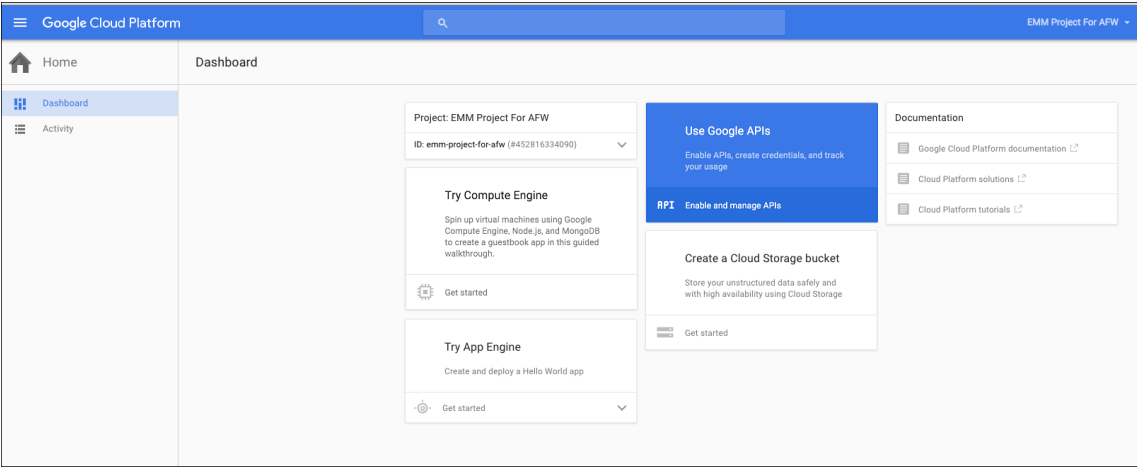 Google Cloud Platform
EMM Project For AFW
Home
Dashboard
Dashboard
Activity
Project: EMM Project For AFW
ID: emm-project-for-afw (#452816334090)
Try Compute Engine
Spin up virtual machines using Google
Compute Engine, Node.js, and MongoDB
to create a guestbook app in this guided
walkthrough.
Get started
Try App Engine
Create and deploy a Hello World app
Get started
Use Google APIs
Enable APIs, create credentials, and track
your usage
API Enable and manage APIs
Create a Cloud Storage bucket
Store your unstructured data safely and
with high availability using Cloud Storage
Get started
Documentation
Google Cloud Platform documentation
Cloud Platform solutions
Cloud Platform tutorials